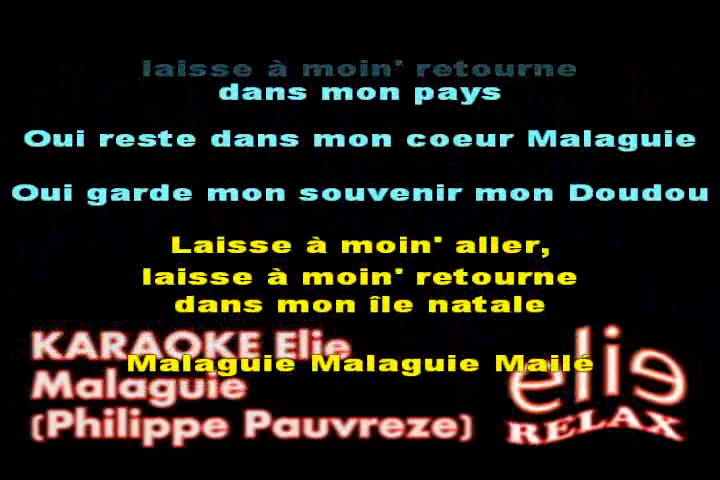 laisse à moin' retourne
dans mon pays
Oui reste dans mon coeur Malaguie
Oui garde mon souvenir mon Doudou
Laisse à moin' aller,
laisse à moin' retourne
dans mon île natale
KARAOKE Elie
Malaguie Malaguie Mailé
Malaguie
(Philippe Pauvreze)
elie
RELAX